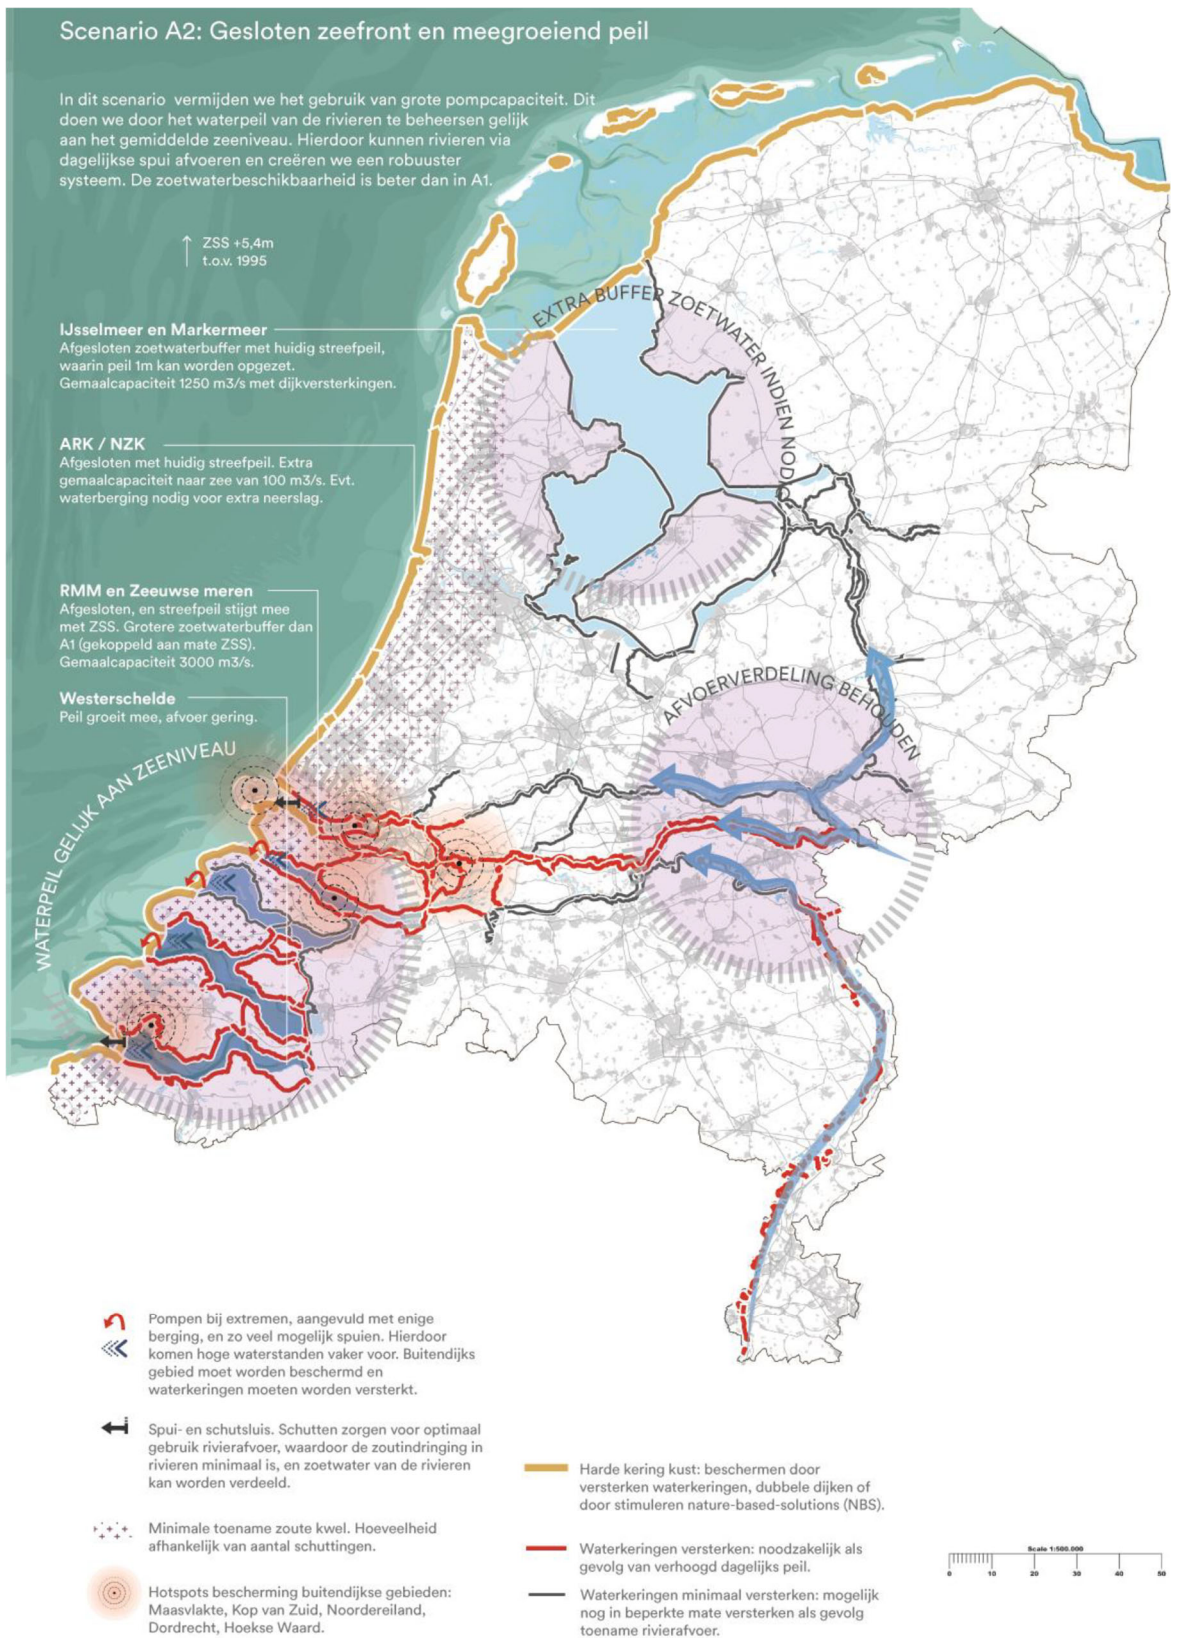 Scenario A2: Gesloten zeefront en meegroeiend peil
In dit scenario vermijden we het gebruik van grote pompcapaciteit. Dit
doen we door het waterpeil van de rivieren te beheersen gelijk
aan het gemiddelde zeeniveau. Hierdoor kunnen rivieren via
dagelijkse spui afvoeren en creëren we een robuuster
systeem. De zoetwaterbeschikbaarheid is beter dan in A1.
ZSS +5,4m
t.o.v. 1995
EXTRA BUFFER ZOETWATER INDIEN NODIG
IJsselmeer en Markermeer
Afgesloten zoetwaterbuffer met huidig streefpeil,
waarin peil 1m kan worden opgezet.
Gemaalcapaciteit 1250 m3/s met dijkversterkingen.
ARK / NZK
Afgesloten met huidig streefpeil. Extra
gemaalcapaciteit naar zee van 100 m3/s. Evt.
waterberging nodig voor extra neerslag.
RMM en Zeeuwse meren
Afgesloten, en streefpeil stijgt mee
met ZSS. Grotere zoetwaterbuffer dan
A1 (gekoppeld aan mate ZSS).
Gemaalcapaciteit 3000 m3/s.
Westerschelde
Peil groeit mee, afvoer gering.
AFVOERVERDELING BEHOUDEN
WATERPEIL GELIJK AAN ZEENIVEAU
Pompen bij extremen, aangevuld met enige
berging, en zo veel mogelijk spuien. Hierdoor
komen hoge waterstanden vaker voor. Buitendijks
gebied moet worden beschermd en
waterkeringen moeten worden versterkt.
Spui- en schutsluis. Schutten zorgen voor optimaal
gebruik rivierafvoer, waardoor de zoutindringing in
rivieren minimaal is, en zoetwater van de rivieren
kan worden verdeeld.
Minimale toename zoute kwel. Hoeveelheid
afhankelijk van aantal schuttingen.
Hotspots bescherming buitendijkse gebieden:
Maasvlakte, Kop van Zuid, Noordereiland,
Dordrecht, Hoekse Waard.
Harde kering kust: beschermen door
versterken waterkeringen, dubbele dijken of
door stimuleren nature-based-solutions (NBS).
Waterkeringen versterken: noodzakelijk als
gevolg van verhoogd dagelijks peil.
Waterkeringen minimaal versterken: mogelijk
nog in beperkte mate versterken als gevolg
toename rivierafvoer.
Scale 1:500.000
0 10 20 30 40 50